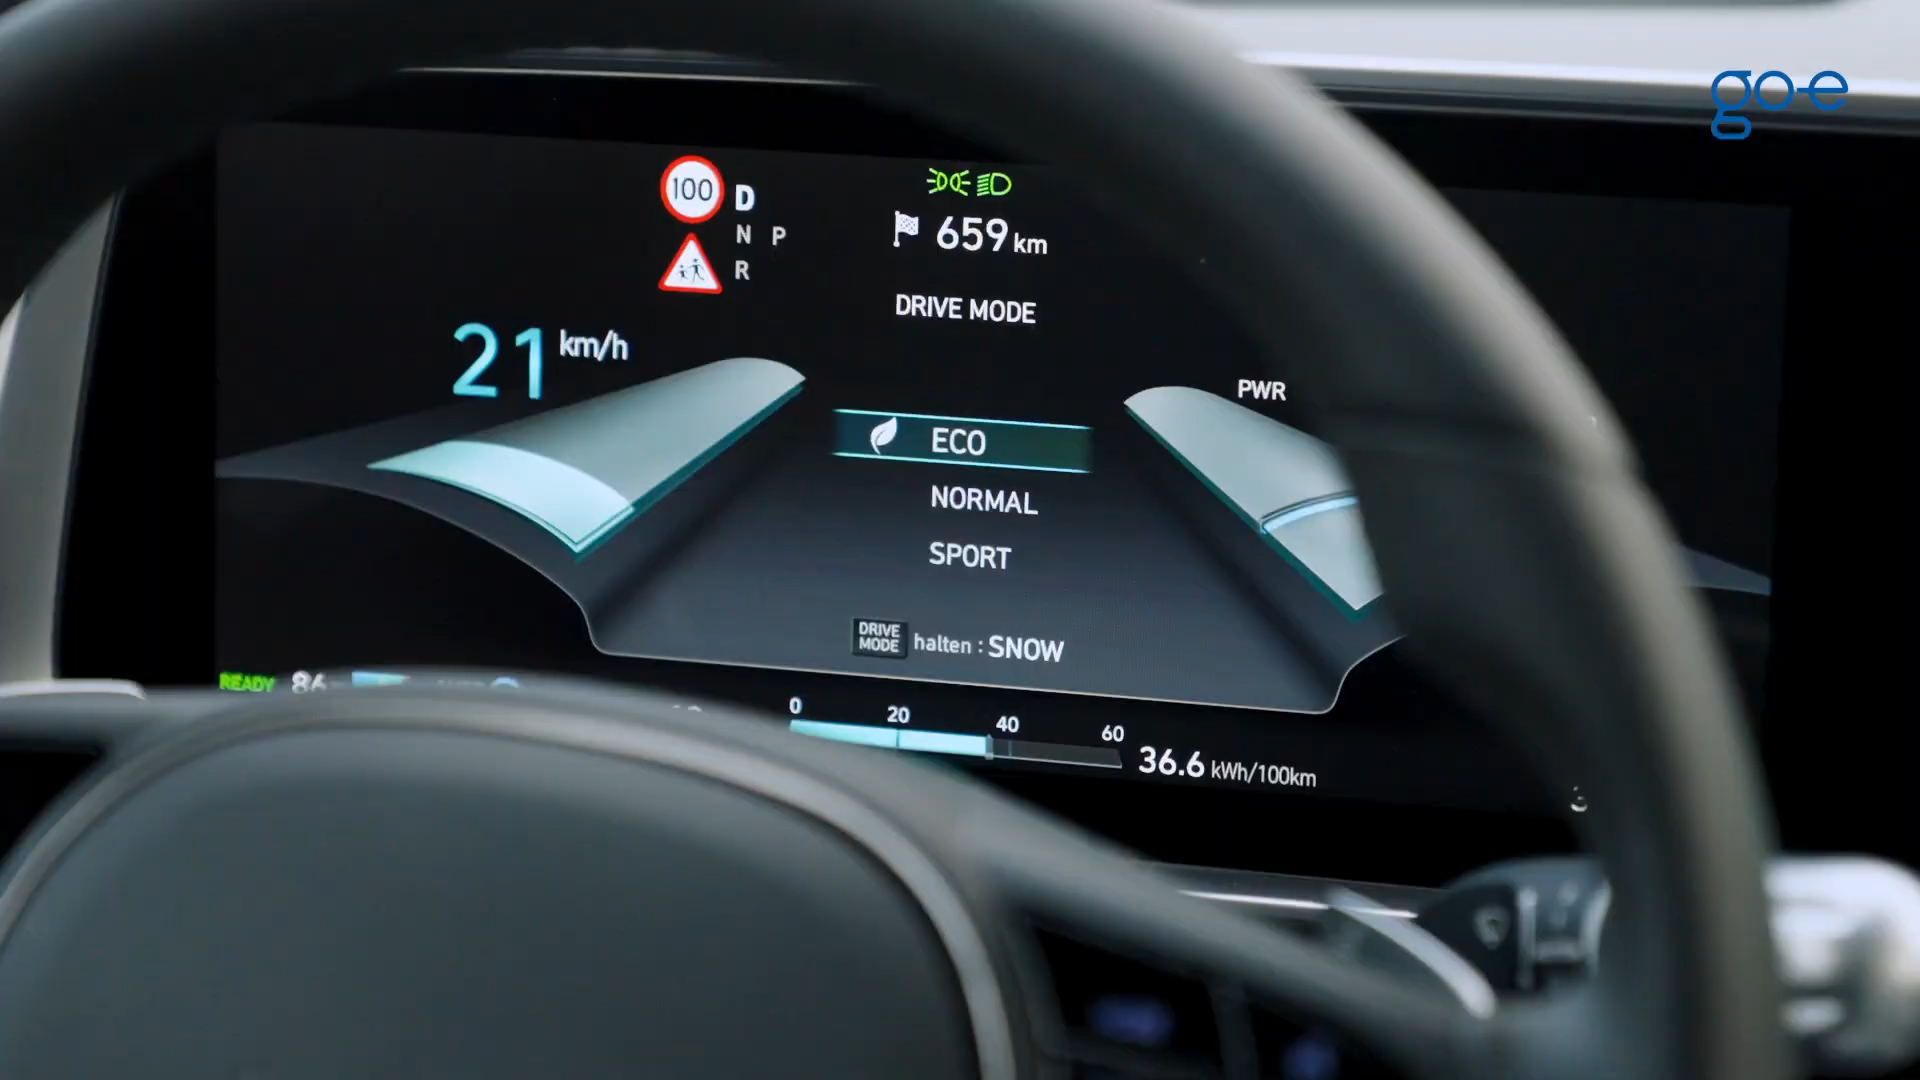 go-e
100
D
N P
R
659 km
DRIVE MODE
21 km/h
PWR
ECO
NORMAL
SPORT
DRIVE MODE halten : SNOW
READY 86
0 20 40 60
36.6 kWh/100km